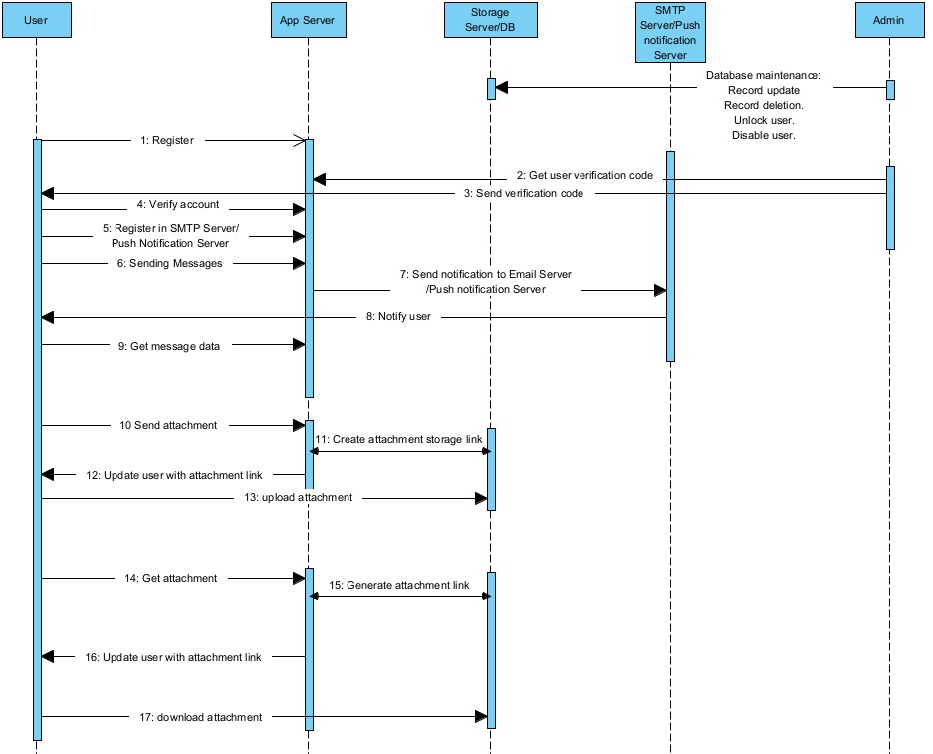 User
App Server
Storage
Server/DB
SMTP
Server/Push
notification
Server
Admin
Database maintenance:
Record update
Record deletion.
Unlock user.
Disable user.
1: Register
2: Get user verification code
3: Send verification code
4: Verify account
5: Register in SMTP Server/
Push Notification Server
6: Sending Messages
7: Send notification to Email Server
/Push notification Server
8: Notify user
9: Get message data
10 Send attachment
11: Create attachment storage link
12: Update user with attachment link
13: upload attachment
14: Get attachment
15: Generate attachment link
16: Update user with attachment link
17: download attachment